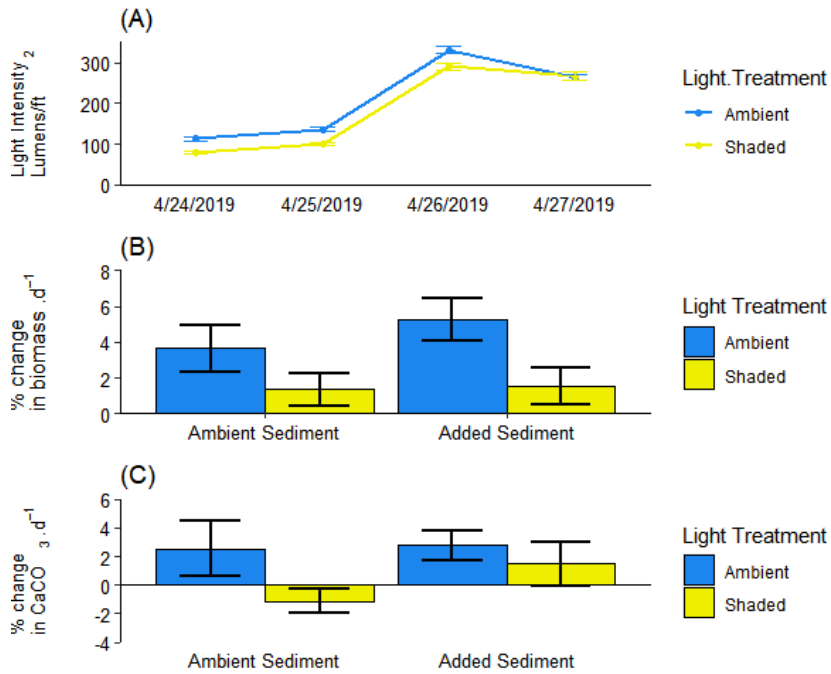 (A)
Light Intensity 2
Lumens/ft
300
200
100
0
4/24/2019 4/25/2019 4/26/2019 4/27/2019
Light.Treatment
Ambient
Shaded
(B)
% change
in biomass .d⁻¹
8
6
4
2
0
Ambient Sediment Added Sediment
Light Treatment
Ambient
Shaded
(C)
% change
in CaCO ₃ .d⁻¹
6
4
2
0
-2
-4
Ambient Sediment Added Sediment
Light Treatment
Ambient
Shaded